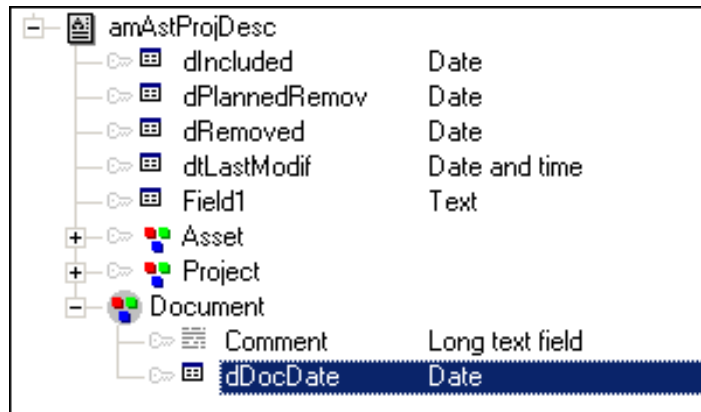 amAstProjDesc
dIncluded Date
dPlannedRemov Date
dRemoved Date
dtLastModif Date and time
Field1 Text
Asset
Project
Document
Comment Long text field
dDocDate Date